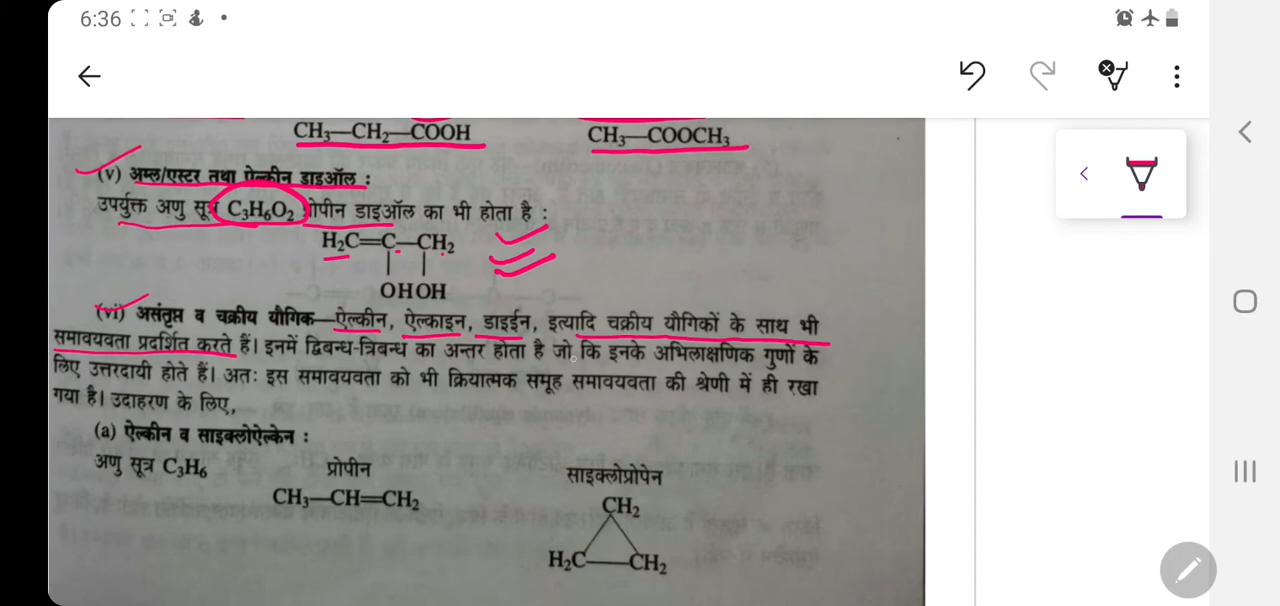 6:36
CH₃—CH₂—COOH CH₃—COOCH₃
(v) अम्ल/एस्टर तथा ऐल्कीन डाइऑल :
उपर्युक्त अणु सूत्र C₃H₆O₂ प्रोपीन डाइऑल का भी होता है :
H₂C=C—CH₂
OH OH
(vi) असंतृप्त व चक्रीय यौगिक—ऐल्कीन, ऐल्काइन, डाइईन, इत्यादि चक्रीय यौगिकों के साथ भी
समावयवता प्रदर्शित करते हैं। इनमें द्विबन्ध-त्रिबन्ध का अन्तर होता है जो कि इनके अभिलाक्षणिक गुणों के
लिए उत्तरदायी होते हैं। अतः इस समावयवता को भी क्रियात्मक समूह समावयवता की श्रेणी में ही रखा
गया है। उदाहरण के लिए,
(a) ऐल्कीन व साइक्लोऐल्केन :
अणु सूत्र C₃H₆ प्रोपीन साइक्लोप्रोपेन
CH₃—CH=CH₂
CH₂
H₂C—CH₂